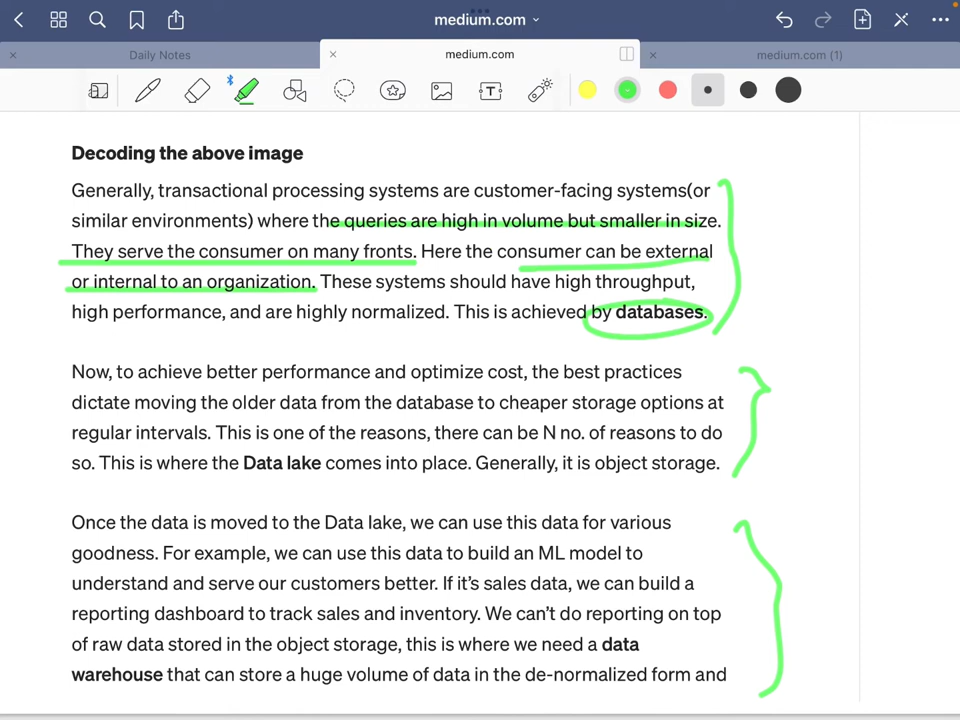 medium.com
Daily Notes
medium.com
medium.com (1)
T
Decoding the above image
Generally, transactional processing systems are customer-facing systems(or
similar environments) where the queries are high in volume but smaller in size.
They serve the consumer on many fronts. Here the consumer can be external
or internal to an organization. These systems should have high throughput,
high performance, and are highly normalized. This is achieved by databases.
Now, to achieve better performance and optimize cost, the best practices
dictate moving the older data from the database to cheaper storage options at
regular intervals. This is one of the reasons, there can be N no. of reasons to do
so. This is where the Data lake comes into place. Generally, it is object storage.
Once the data is moved to the Data lake, we can use this data for various
goodness. For example, we can use this data to build an ML model to
understand and serve our customers better. If it’s sales data, we can build a
reporting dashboard to track sales and inventory. We can’t do reporting on top
of raw data stored in the object storage, this is where we need a data
warehouse that can store a huge volume of data in the de-normalized form and